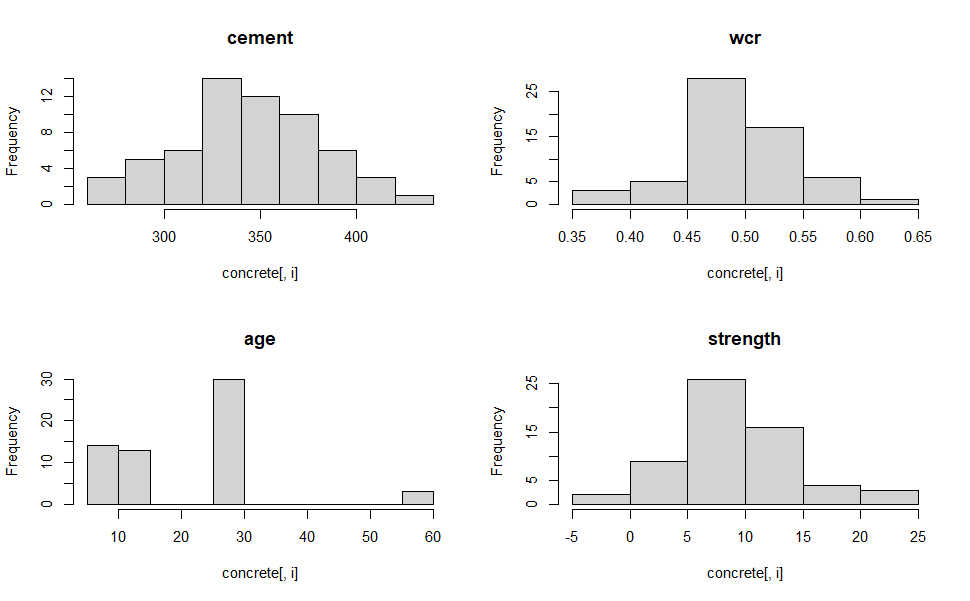 cement
Frequency
0 4 8 12
300 350 400
concrete[, i]
wcr
Frequency
0 5 15 25
0.35 0.40 0.45 0.50 0.55 0.60 0.65
concrete[, i]
age
Frequency
0 10 20 30
10 20 30 40 50 60
concrete[, i]
strength
Frequency
0 5 15 25
-5 0 5 10 15 20 25
concrete[, i]